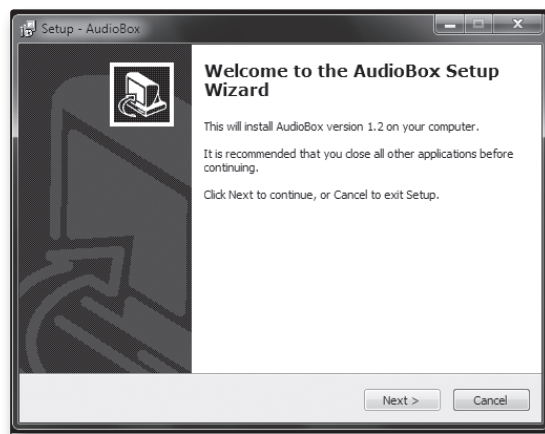 Setup - AudioBox
Welcome to the AudioBox Setup
Wizard
This will install AudioBox version 1.2 on your computer.
It is recommended that you close all other applications before
continuing.
Click Next to continue, or Cancel to exit Setup.
Next >
Cancel